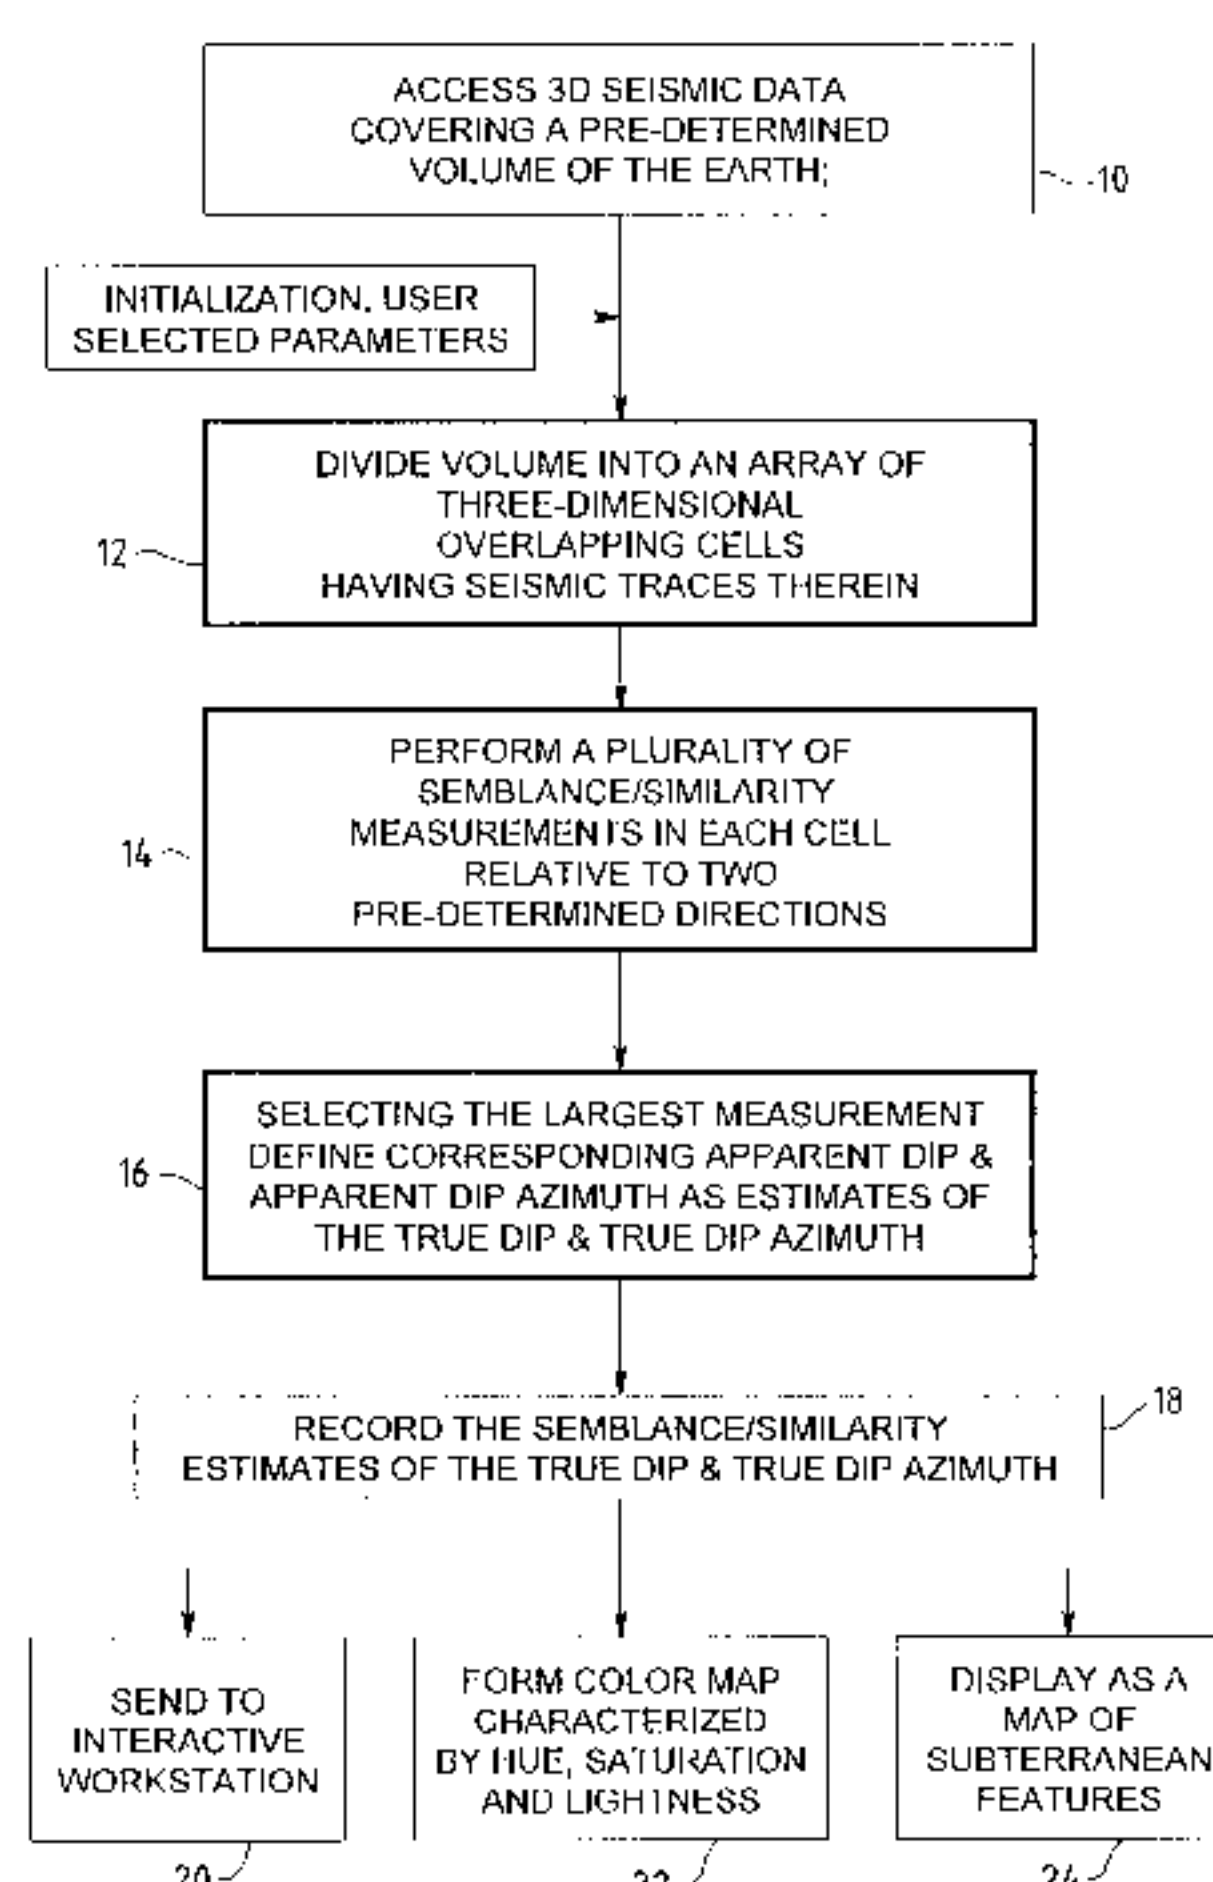 ACCESS 3D SEISMIC DATA
COVERING A PRE-DETERMINED
VOLUME OF THE EARTH;
10
INITIALIZATION. USER
SELECTED PARAMETERS
DIVIDE VOLUME INTO AN ARRAY OF
THREE-DIMENSIONAL
OVERLAPPING CELLS
HAVING SEISMIC TRACES THEREIN
12
PERFORM A PLURALITY OF
SEMBLANCE/SIMILARITY
MEASUREMENTS IN EACH CELL
RELATIVE TO TWO
PRE-DETERMINED DIRECTIONS
14
SELECTING THE LARGEST MEASUREMENT
DEFINE CORRESPONDING APPARENT DIP &
APPARENT DIP AZIMUTH AS ESTIMATES OF
THE TRUE DIP & TRUE DIP AZIMUTH
16
18
RECORD THE SEMBLANCE/SIMILARITY
ESTIMATES OF THE TRUE DIP & TRUE DIP AZIMUTH
SEND TO
INTERACTIVE
WORKSTATION
20
FORM COLOR MAP
CHARACTERIZED
BY HUE, SATURATION
AND LIGHTNESS
DISPLAY AS A
MAP OF
SUBTERRANEAN
FEATURES
24